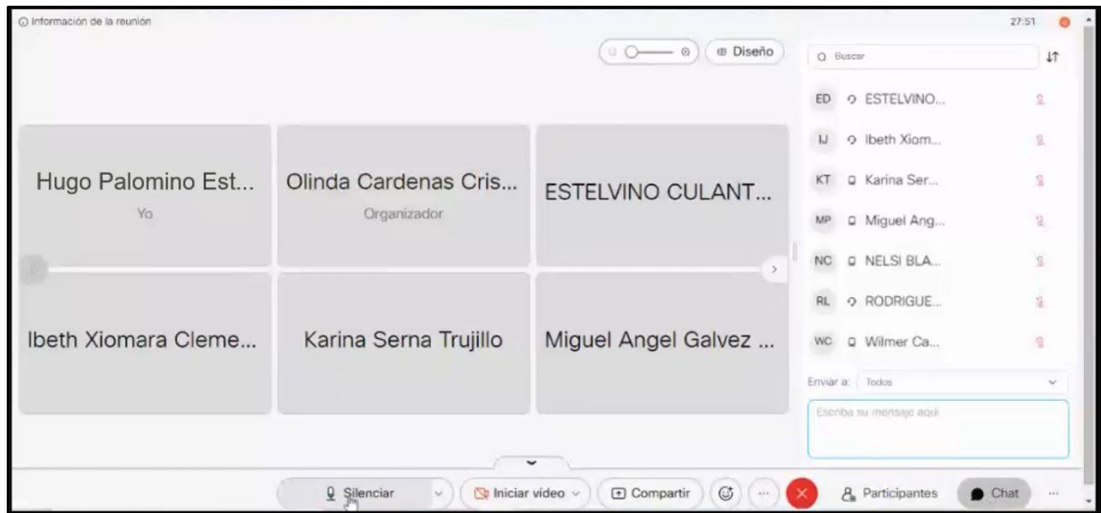 Información de la reunión
27:51
Diseño
Buscar
Hugo Palomino Est...
Yo
Olinda Cardenas Cris...
Organizador
ESTELVINO CULANT...
Ibeth Xiomara Cleme...
Karina Serna Trujillo
Miguel Angel Galvez ...
ED ESTELVINO...
IJ Ibeth Xiom...
KT Karina Ser...
MP Miguel Ang...
NC NELSI BLA...
RL RODRIGUE...
WC Wilmer Ca...
Enviar a: Todos
Escriba su mensaje aquí
Silenciar
Iniciar vídeo
Compartir
Participantes
Chat